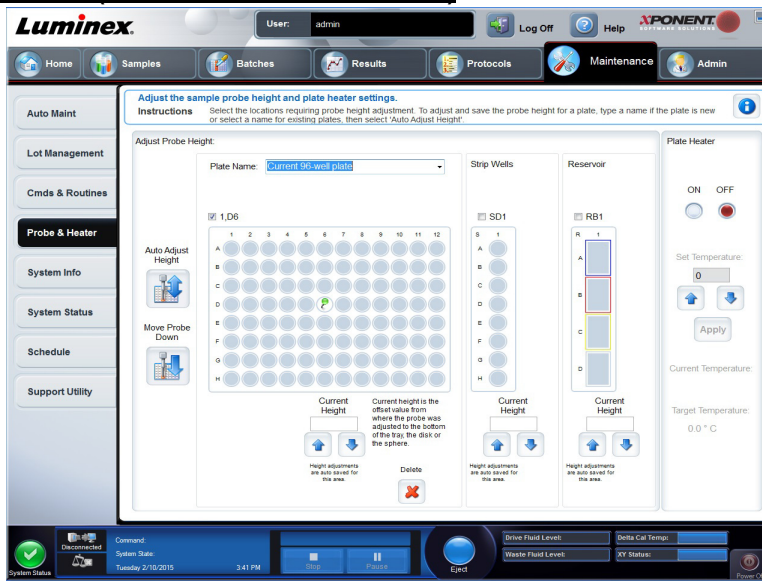 Luminex.
User: admin
Log Off
Help
XPONENT.
SOFTWARE SOLUTIONS
Home
Samples
Batches
Results
Protocols
Maintenance
Admin
Auto Maint
Lot Management
Cmds & Routines
Probe & Heater
System Info
System Status
Schedule
Support Utility
Adjust the sample probe height and plate heater settings.
Instructions Select the locations requiring probe height adjustment. To adjust and save the probe height for a plate, type a name if the plate is new
or select a name for existing plates, then select 'Auto Adjust Height'.
Adjust Probe Height:
Plate Name: Current 96-well plate
1,D6
1 2 3 4 5 6 7 8 9 10 11 12
A
B
C
D
E
F
G
H
Auto Adjust
Height
Move Probe
Down
Current
Height
Current height is the
offset value from
where the probe was
adjusted to the bottom
of the tray, the disk or
the sphere.
Height adjustments
are auto saved for
this area.
Delete
Strip Wells
SD1
S 1
A
B
C
D
E
F
G
H
Current
Height
Height adjustments
are auto saved for
this area.
Reservoir
RB1
R 1
A
B
C
D
Current
Height
Height adjustments
are auto saved for
this area.
Plate Heater
ON OFF
Set Temperature:
0
Apply
Current Temperature:
Target Temperature:
0.0 ° C
System Status
Disconnected
Command:
System State:
Tuesday 2/10/2015 3:41 PM
Stop
Pause
Eject
Drive Fluid Level:
Waste Fluid Level:
Delta Cal Temp:
XY Status: